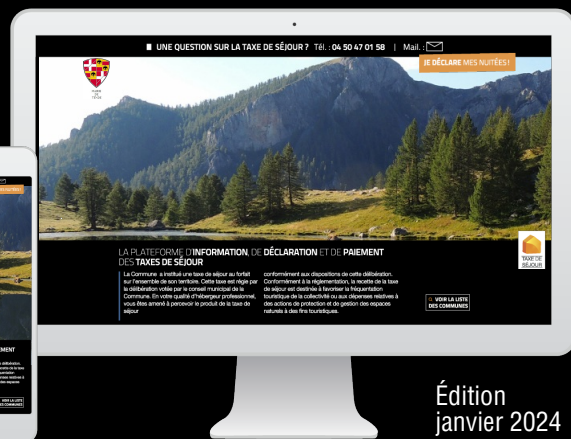 UNE QUESTION SUR LA TAXE DE SÉJOUR ? Tél. : 04 50 47 01 58 | Mail. :
JE DÉCLARE MES NUITÉES !
LA PLATEFORME D'INFORMATION, DE DÉCLARATION ET DE PAIEMENT
DES TAXES DE SÉJOUR
La Commune a institué une taxe de séjour au forfait
sur l'ensemble de son territoire. Cette taxe est régie par
la délibération votée par le conseil municipal de la
Commune. En votre qualité d'hébergeur professionnel,
vous êtes amené à percevoir le produit de la taxe de
séjour
conformément aux dispositions de cette délibération.
Conformément à la réglementation, la recette de la taxe
de séjour est destinée à favoriser la fréquentation
touristique de la collectivité ou aux dépenses relatives à
des actions de protection et de gestion des espaces
naturels à des fins touristiques.
TAXE DE
SÉJOUR
VOIR LA LISTE
DES COMMUNES
EMENT
VOIR LA LISTE
DES COMMUNES
Édition
janvier 2024